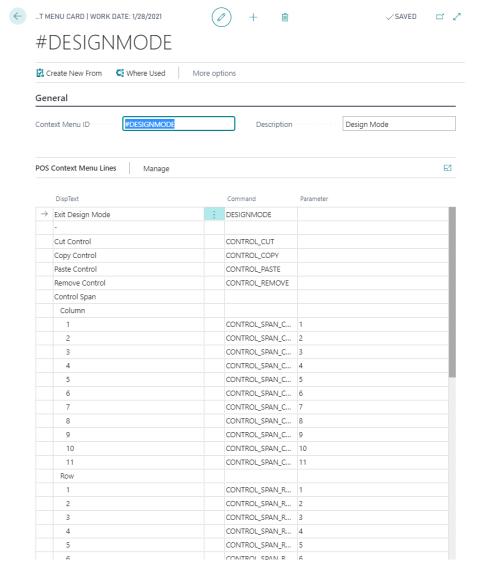 ..T MENU CARD | WORK DATE: 1/28/2021
SAVED
#DESIGNMODE
Create New From
Where Used
More options
General
Context Menu ID
#DESIGNMODE
Description
Design Mode
POS Context Menu Lines
Manage
DispText Command Parameter
Exit Design Mode DESIGNMODE
-
Cut Control CONTROL_CUT
Copy Control CONTROL_COPY
Paste Control CONTROL_PASTE
Remove Control CONTROL_REMOVE
Control Span
Column
1 CONTROL_SPAN_C... 1
2 CONTROL_SPAN_C... 2
3 CONTROL_SPAN_C... 3
4 CONTROL_SPAN_C... 4
5 CONTROL_SPAN_C... 5
6 CONTROL_SPAN_C... 6
7 CONTROL_SPAN_C... 7
8 CONTROL_SPAN_C... 8
9 CONTROL_SPAN_C... 9
10 CONTROL_SPAN_C... 10
11 CONTROL_SPAN_C... 11
Row
1 CONTROL_SPAN_R... 1
2 CONTROL_SPAN_R... 2
3 CONTROL_SPAN_R... 3
4 CONTROL_SPAN_R... 4
5 CONTROL_SPAN_R... 5
6 CONTROL_SPAN_R... 6